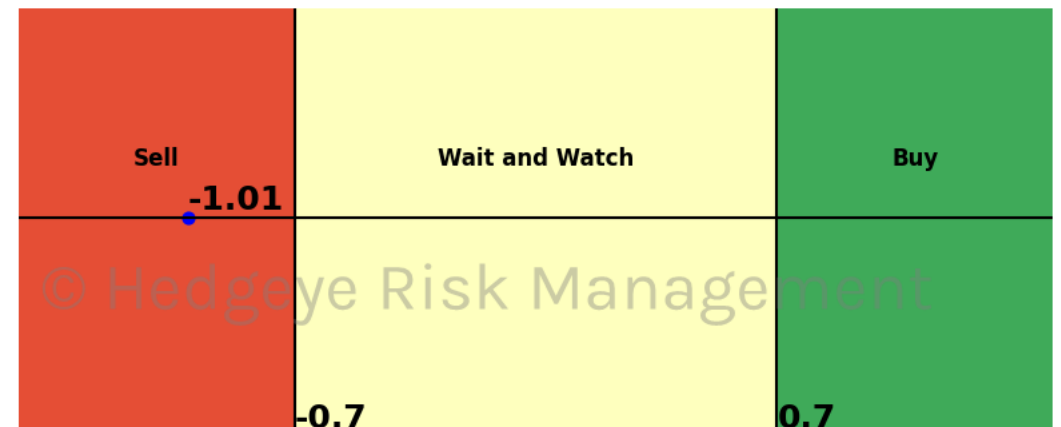 Sell
Wait and Watch
Buy
-1.01
© Hedgeye Risk Management
-0.7
0.7